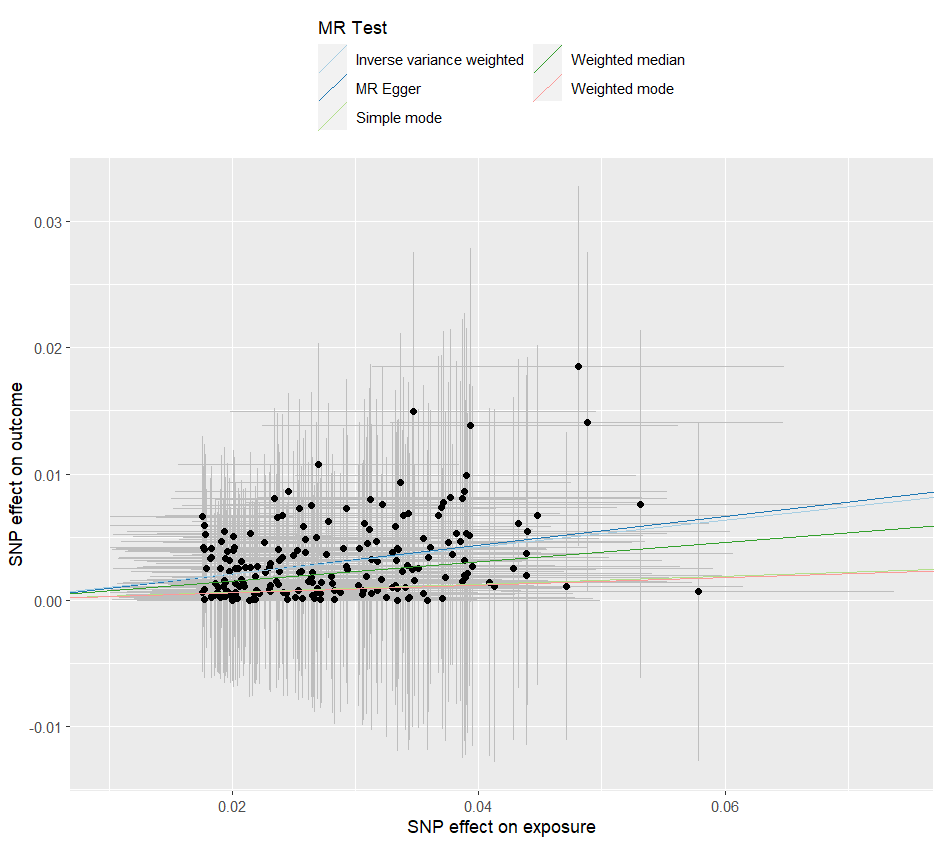 MR Test
Inverse variance weighted
Weighted median
MR Egger
Weighted mode
Simple mode
0.03
0.02
0.01
0.00
-0.01
SNP effect on outcome
0.02
0.04
0.06
SNP effect on exposure